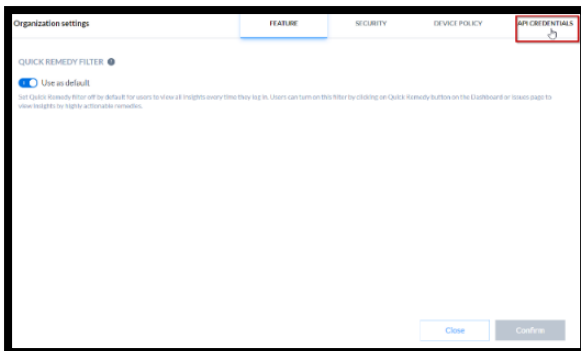 Organization settings
FEATURE
SECURITY
DEVICE POLICY
API CREDENTIALS
QUICK REMEDY FILTER
Use as default
Set Quick Remedy filter off by default for users to view all insights every time they log in. Users can turn on this filter by clicking on Quick Remedy button on the Dashboard or Issues page to
view insights by highly actionable remedies.
Close
Confirm